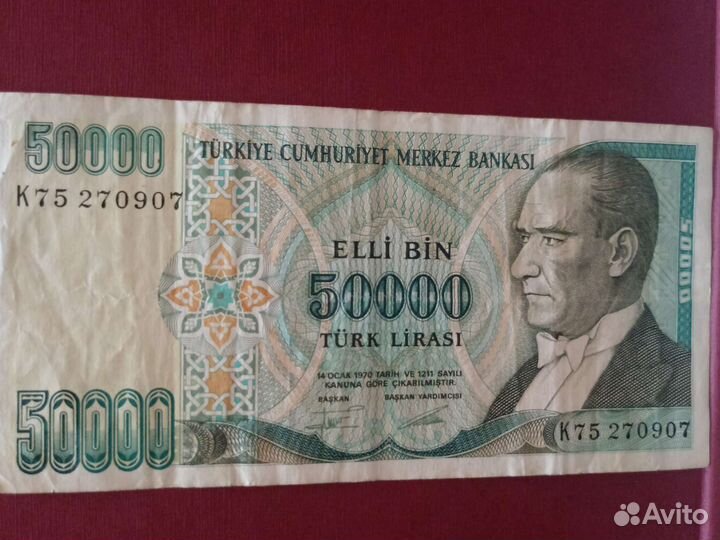 50000
TÜRKİYE CUMHURİYET MERKEZ BANKASI
K75 270907
ELLİ BİN
50000
TÜRK LİRASI
50000
14 OCAK 1970 TARİH VE 1211 SAYILI
KANUNA GÖRE ÇIKARILMIŞTIR.
BAŞKAN BAŞKAN YARDIMCISI
50000
K75 270907
Avito